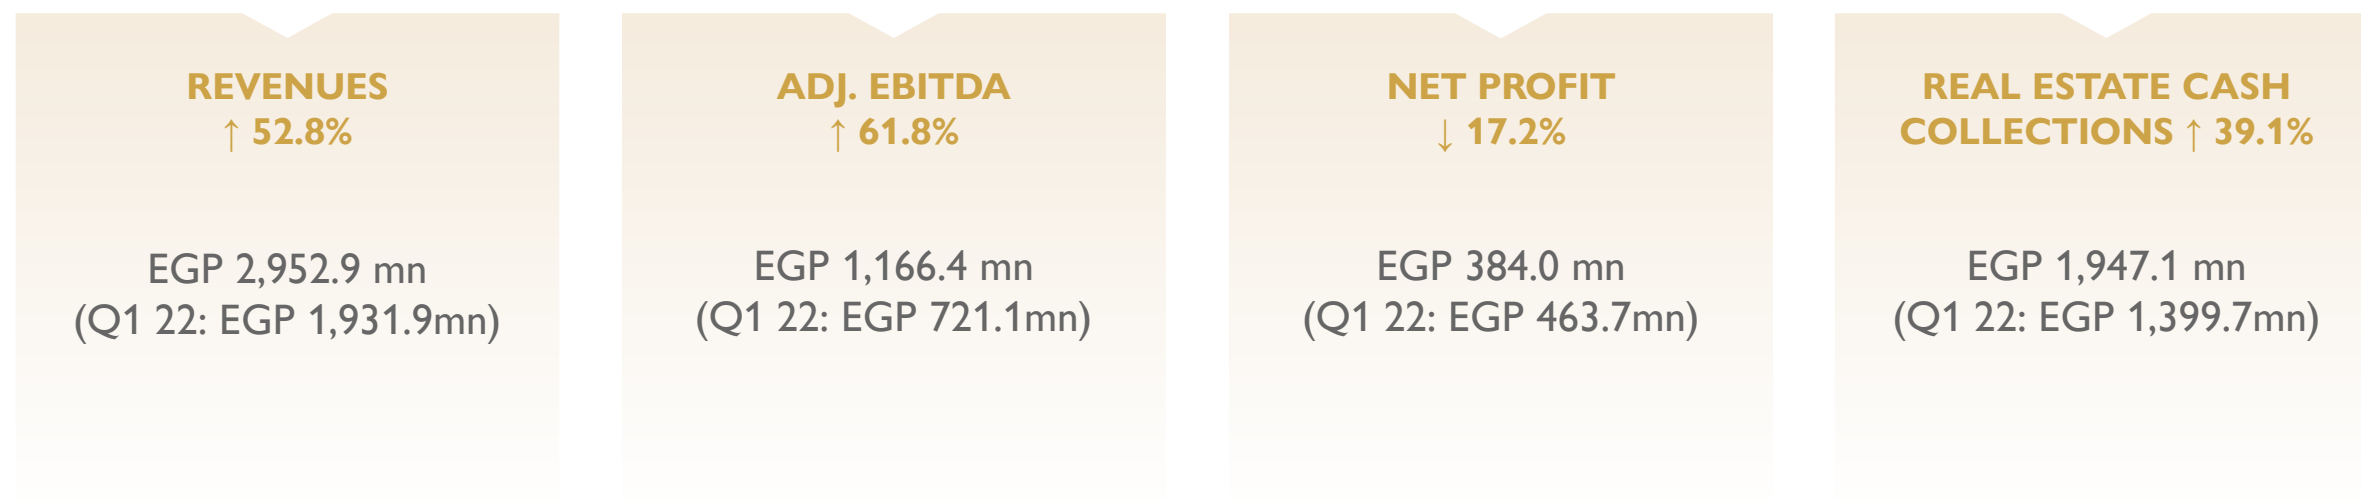 REVENUES
↑ 52.8%
EGP 2,952.9 mn
(Q1 22: EGP 1,931.9mn)
ADJ. EBITDA
↑ 61.8%
EGP 1,166.4 mn
(Q1 22: EGP 721.1mn)
NET PROFIT
↓ 17.2%
EGP 384.0 mn
(Q1 22: EGP 463.7mn)
REAL ESTATE CASH
COLLECTIONS ↑ 39.1%
EGP 1,947.1 mn
(Q1 22: EGP 1,399.7mn)